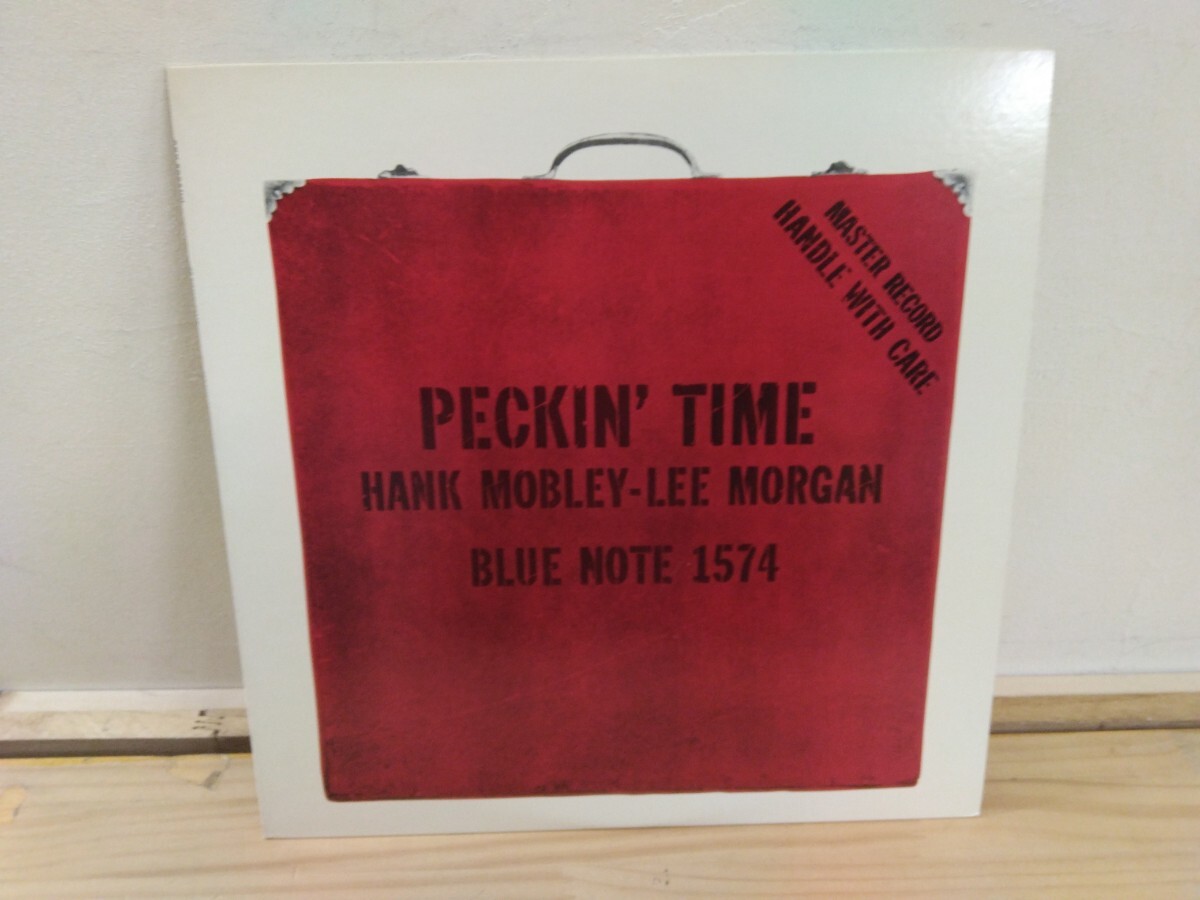 MASTER RECORD
HANDLE WITH CARE
PECKIN' TIME
HANK MOBLEY-LEE MORGAN
BLUE NOTE 1574